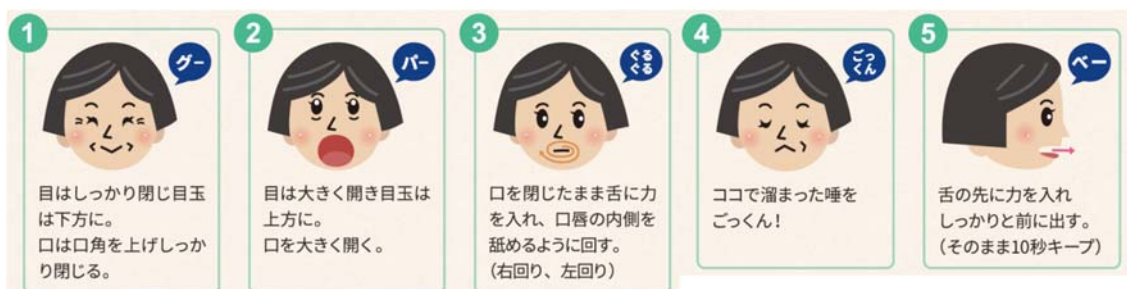 1
グー
目はしっかり閉じ目玉
は下方に。
口は口角を上げしっか
り閉じる。
2
パー
目は大きく開き目玉は
上方に。
口を大きく開く。
3
ぐる
ぐる
口を閉じたまま舌に力
を入れ、口唇の内側を
舐めるように回す。
（右回り、左回り）
4
ごっ
くん
ココで溜まった唾を
ごっくん！
5
べー
舌の先に力を入れ
しっかりと前に出す。
（そのまま10秒キープ）